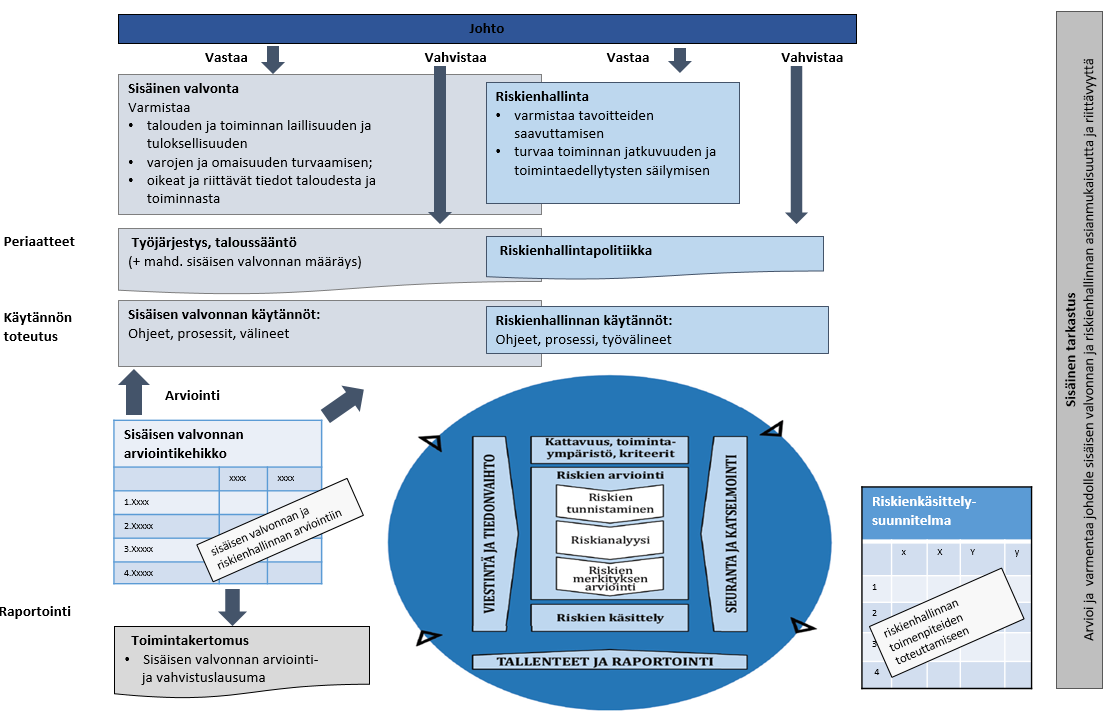 Johto
Vastaa
Vahvistaa
Vastaa
Vahvistaa
Sisäinen valvonta
Varmistaa
• talouden ja toiminnan laillisuuden ja
tuloksellisuuden
• varojen ja omaisuuden turvaamisen;
• oikeat ja riittävät tiedot taloudesta ja
toiminnasta
Riskienhallinta
• varmistaa tavoitteiden
saavuttamisen
• turvaa toiminnan jatkuvuuden ja
toimintaedellytysten säilymisen
Periaatteet
Työjärjestys, taloussääntö
(+ mahd. sisäisen valvonnan määräys)
Riskienhallintapolitiikka
Käytännön
toteutus
Sisäisen valvonnan käytännöt:
Ohjeet, prosessit, välineet
Riskienhallinnan käytännöt:
Ohjeet, prosessi, työvälineet
Arviointi
Sisäisen valvonnan
arviointikehikko
xxxx xxxx
1.Xxxx
2.Xxxxx
3.Xxxxx
4.Xxxxx
sisäisen valvonnan ja
riskienhallinnan arviointiin
Raportointi
Toimintakertomus
• Sisäisen valvonnan arviointi-
ja vahvistuslausuma
VIESTINTÄ JA TIEDONVAIHTO
Kattavuus, toiminta-
ympäristö, kriteerit
Riskien arviointi
Riskien
tunnistaminen
Riskianalyysi
Riskien
merkityksen
arviointi
Riskien käsittely
SEURANTA JA KATSELMOINTI
TALLENTEET JA RAPORTOINTI
Riskienkäsittely-
suunnitelma
x X Y y
1
2
3
4
riskienhallinnan
toimenpiteiden
toteuttamiseen
Sisäinen tarkastus
Arvioi ja varmentaa johdolle sisäisen valvonnan ja riskienhallinnan asianmukaisuutta ja riittävyyttä